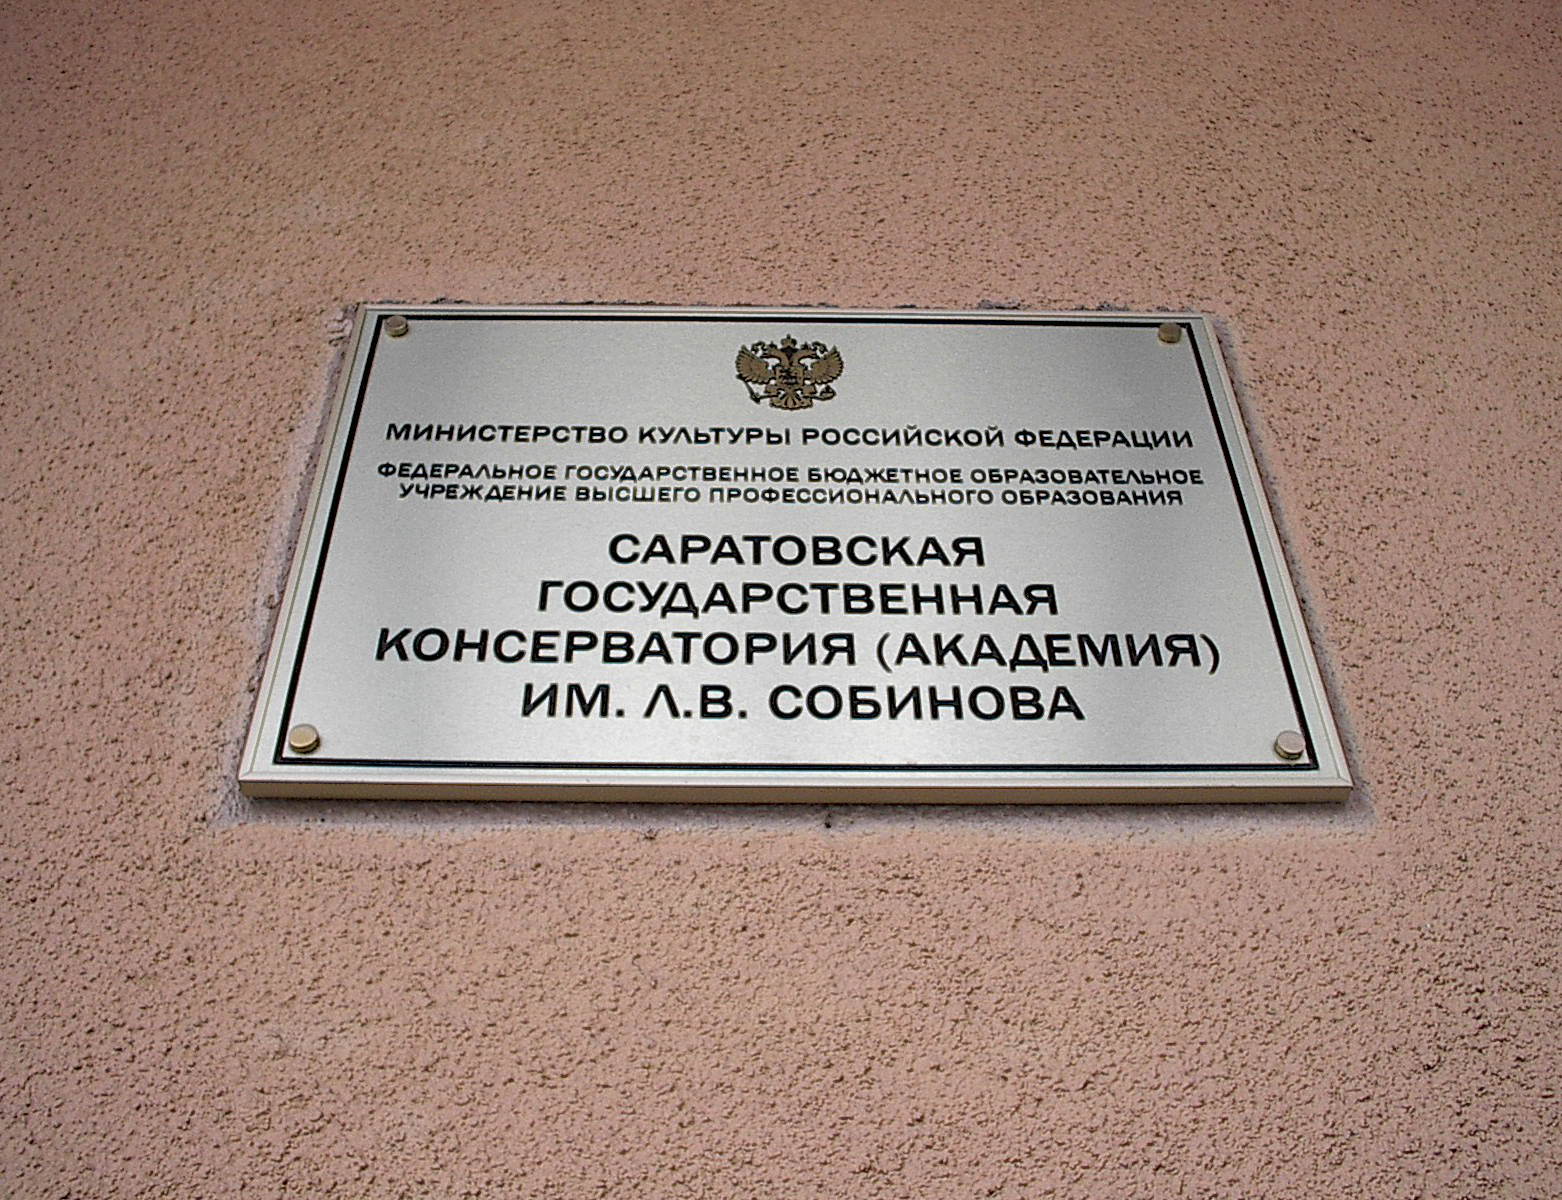 МИНИСТЕРСТВО КУЛЬТУРЫ РОССИЙСКОЙ ФЕДЕРАЦИИ
ФЕДЕРАЛЬНОЕ ГОСУДАРСТВЕННОЕ БЮДЖЕТНОЕ ОБРАЗОВАТЕЛЬНОЕ
УЧРЕЖДЕНИЕ ВЫСШЕГО ПРОФЕССИОНАЛЬНОГО ОБРАЗОВАНИЯ
САРАТОВСКАЯ
ГОСУДАРСТВЕННАЯ
КОНСЕРВАТОРИЯ (АКАДЕМИЯ)
ИМ. Л.В. СОБИНОВА